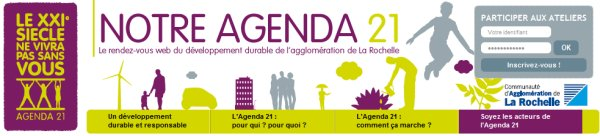 LE XXIe
SIÈCLE
NE VIVRA
PAS SANS
VOUS
AGENDA 21
NOTRE AGENDA 21
Le rendez-vous web du développement durable de l'agglomération de La Rochelle
PARTICIPER AUX ATELIERS
Votre identifiant
OK
Inscrivez-vous !
Communauté
d'Agglomération de
La Rochelle
Un développement
durable et responsable
L'Agenda 21 :
pour qui ? pour quoi ?
L'Agenda 21 :
comment ça marche ?
Soyez les acteurs de
l'Agenda 21